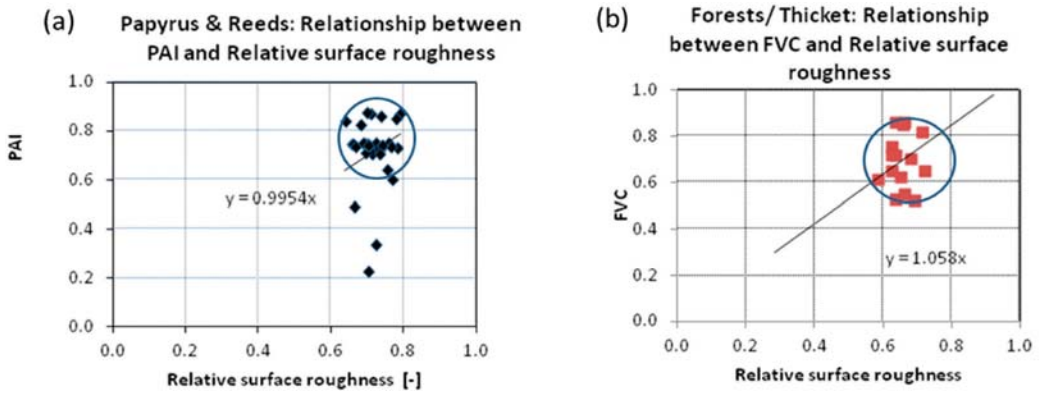 (a)
Papyrus & Reeds: Relationship between
PAI and Relative surface roughness
1.0
0.8
0.6
0.4
0.2
0.0
PAI
y = 0.9954x
0.0 0.2 0.4 0.6 0.8 1.0
Relative surface roughness [-]
(b)
Forests/ Thicket: Relationship
between FVC and Relative surface
roughness
1.0
0.8
0.6
0.4
0.2
0.0
FVC
y = 1.058x
0.0 0.2 0.4 0.6 0.8 1.0
Relative surface roughness